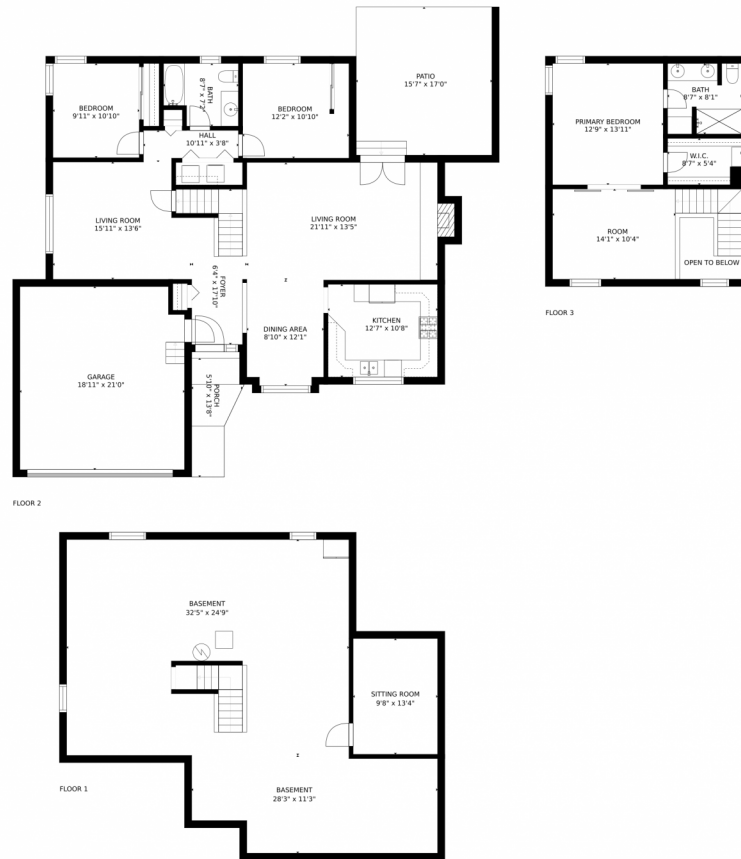 PATIO
15'7" x 17'0"
BEDROOM
9'11" x 10'10"
BATH
8'7" x 7'2"
BEDROOM
12'2" x 10'10"
HALL
10'11" x 3'8"
LIVING ROOM
15'11" x 13'6"
LIVING ROOM
21'11" x 13'5"
FOYER
6'4" x 17'10"
DINING AREA
8'10" x 12'1"
KITCHEN
12'7" x 10'8"
GARAGE
18'11" x 21'0"
PORCH
5'10" x 13'8"
FLOOR 2
BATH
8'7" x 8'1"
PRIMARY BEDROOM
12'9" x 13'11"
W.I.C.
8'7" x 5'4"
ROOM
14'1" x 10'4"
OPEN TO BELOW
FLOOR 3
BASEMENT
32'5" x 24'9"
SITTING ROOM
9'8" x 13'4"
BASEMENT
28'3" x 11'3"
FLOOR 1